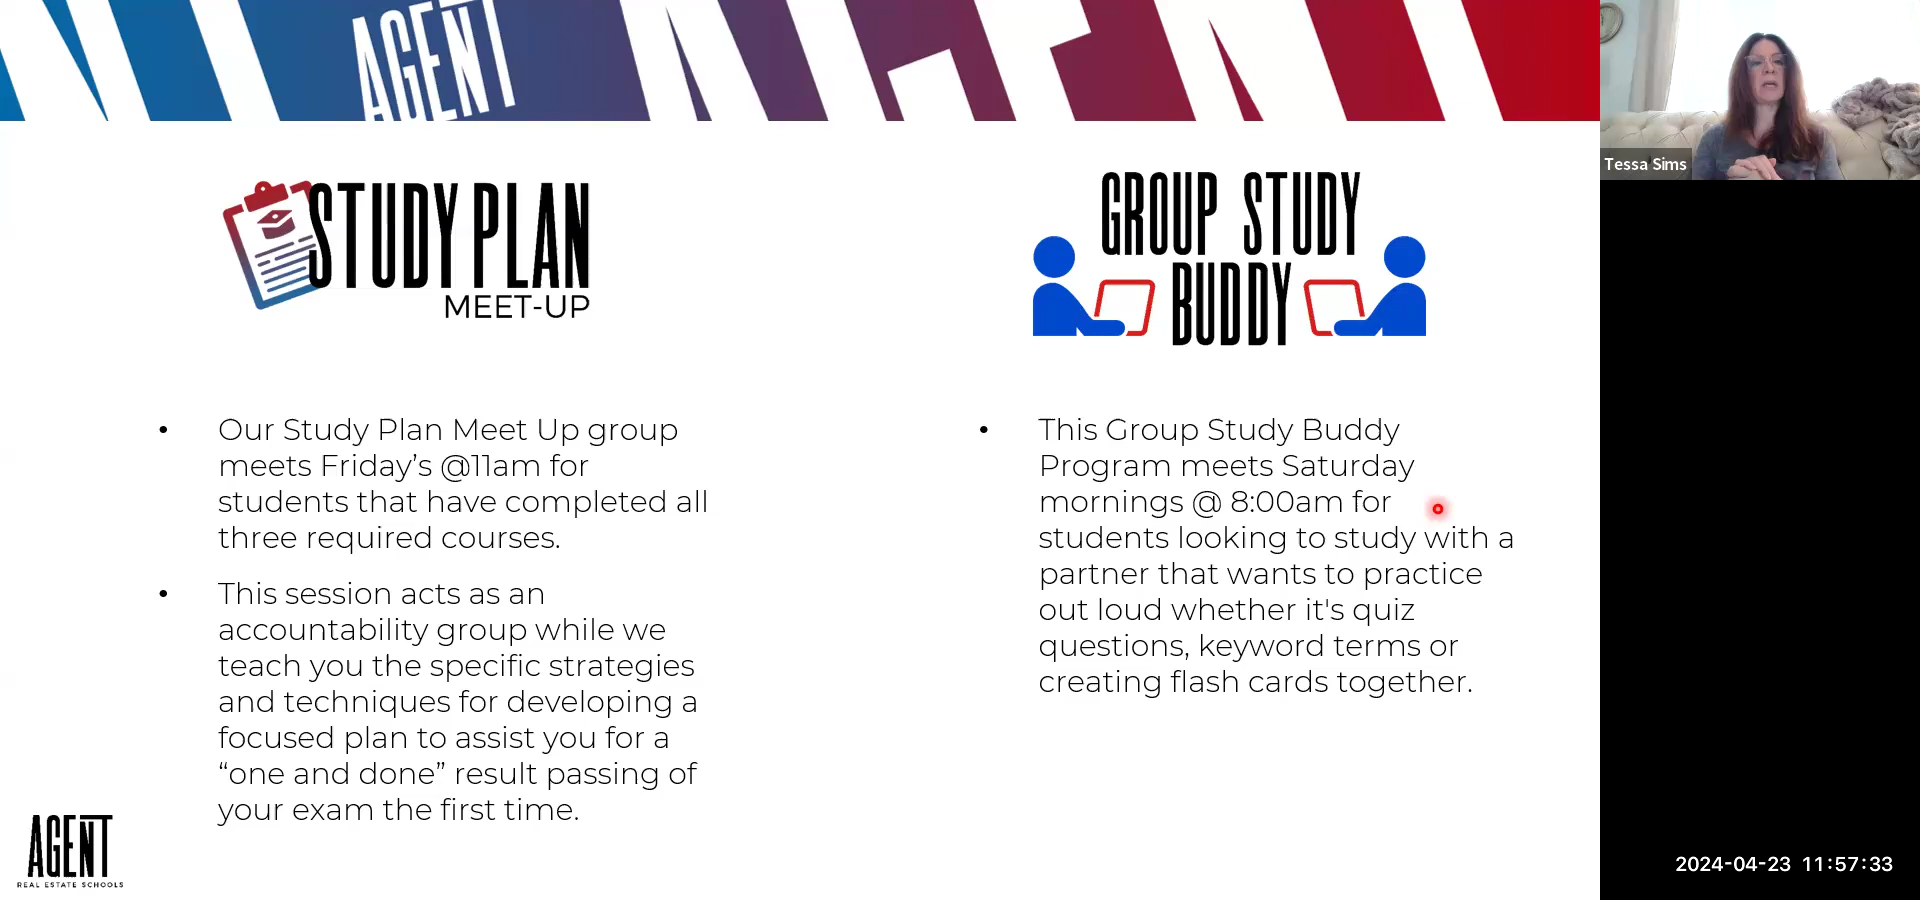 AGENT
Tessa Sims
STUDY PLAN
MEET-UP
GROUP STUDY
BUDDY
• Our Study Plan Meet Up group
meets Friday’s @11am for
students that have completed all
three required courses.
• This session acts as an
accountability group while we
teach you the specific strategies
and techniques for developing a
focused plan to assist you for a
“one and done” result passing of
your exam the first time.
• This Group Study Buddy
Program meets Saturday
mornings @ 8:00am for
students looking to study with a
partner that wants to practice
out loud whether it's quiz
questions, keyword terms or
creating flash cards together.
AGENT
REAL ESTATE SCHOOLS
2024-04-23 11:57:33